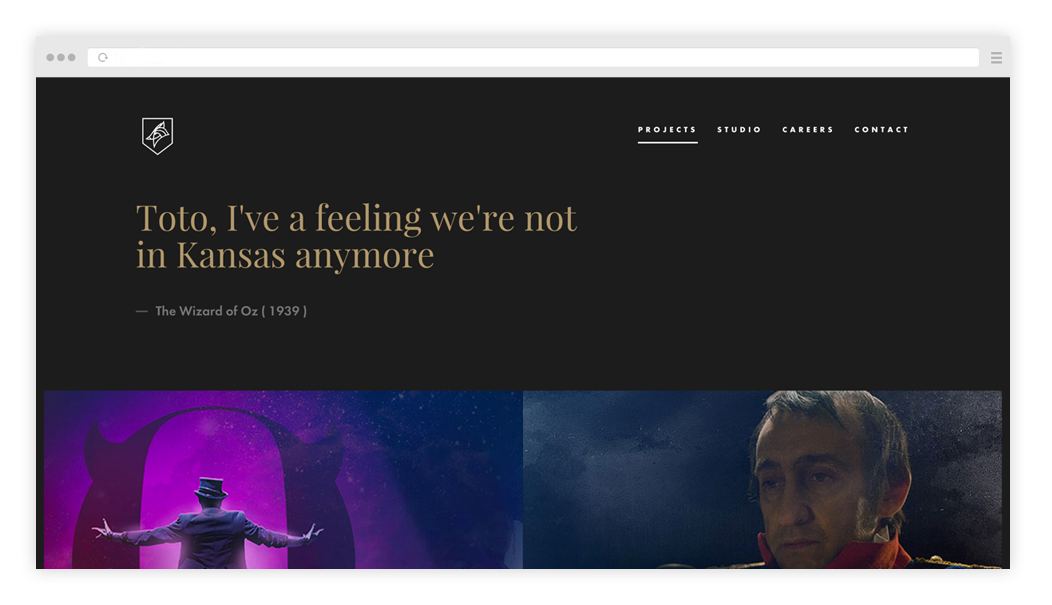 PROJECTS STUDIO CAREERS CONTACT
Toto, I've a feeling we're not
in Kansas anymore
— The Wizard of Oz ( 1939 )